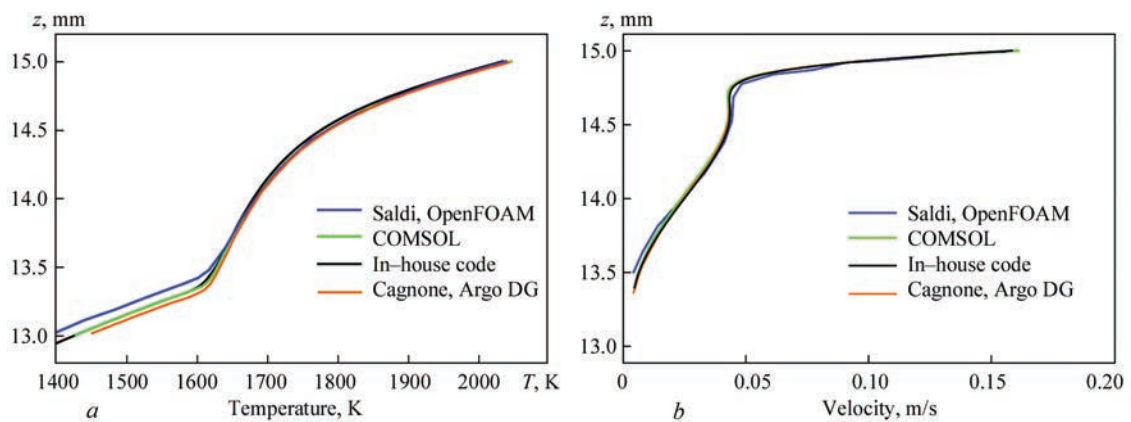 z, mm
15.0
14.5
14.0
13.5
13.0
Saldi, OpenFOAM
COMSOL
In–house code
Cagnone, Argo DG
1400 1500 1600 1700 1800 1900 2000 T, K
a
Temperature, K
z, mm
15.0
14.5
14.0
13.5
13.0
Saldi, OpenFOAM
COMSOL
In–house code
Cagnone, Argo DG
0 0.05 0.10 0.15 0.20
b
Velocity, m/s